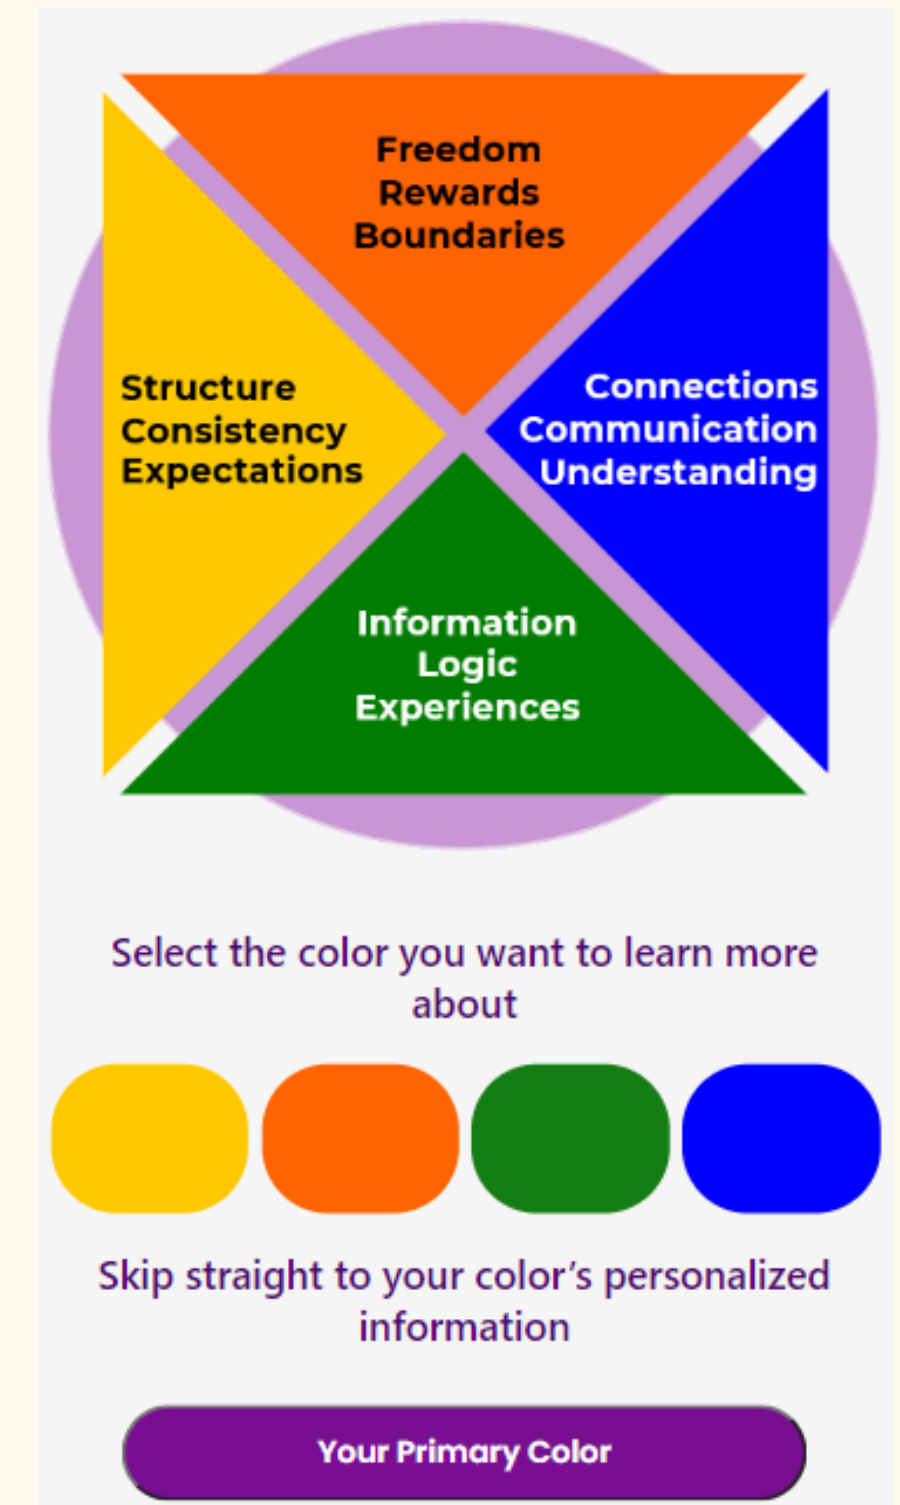 Freedom
Rewards
Boundaries
Structure
Consistency
Expectations
Connections
Communication
Understanding
Information
Logic
Experiences
Select the color you want to learn more
about
Skip straight to your color’s personalized
information
Your Primary Color